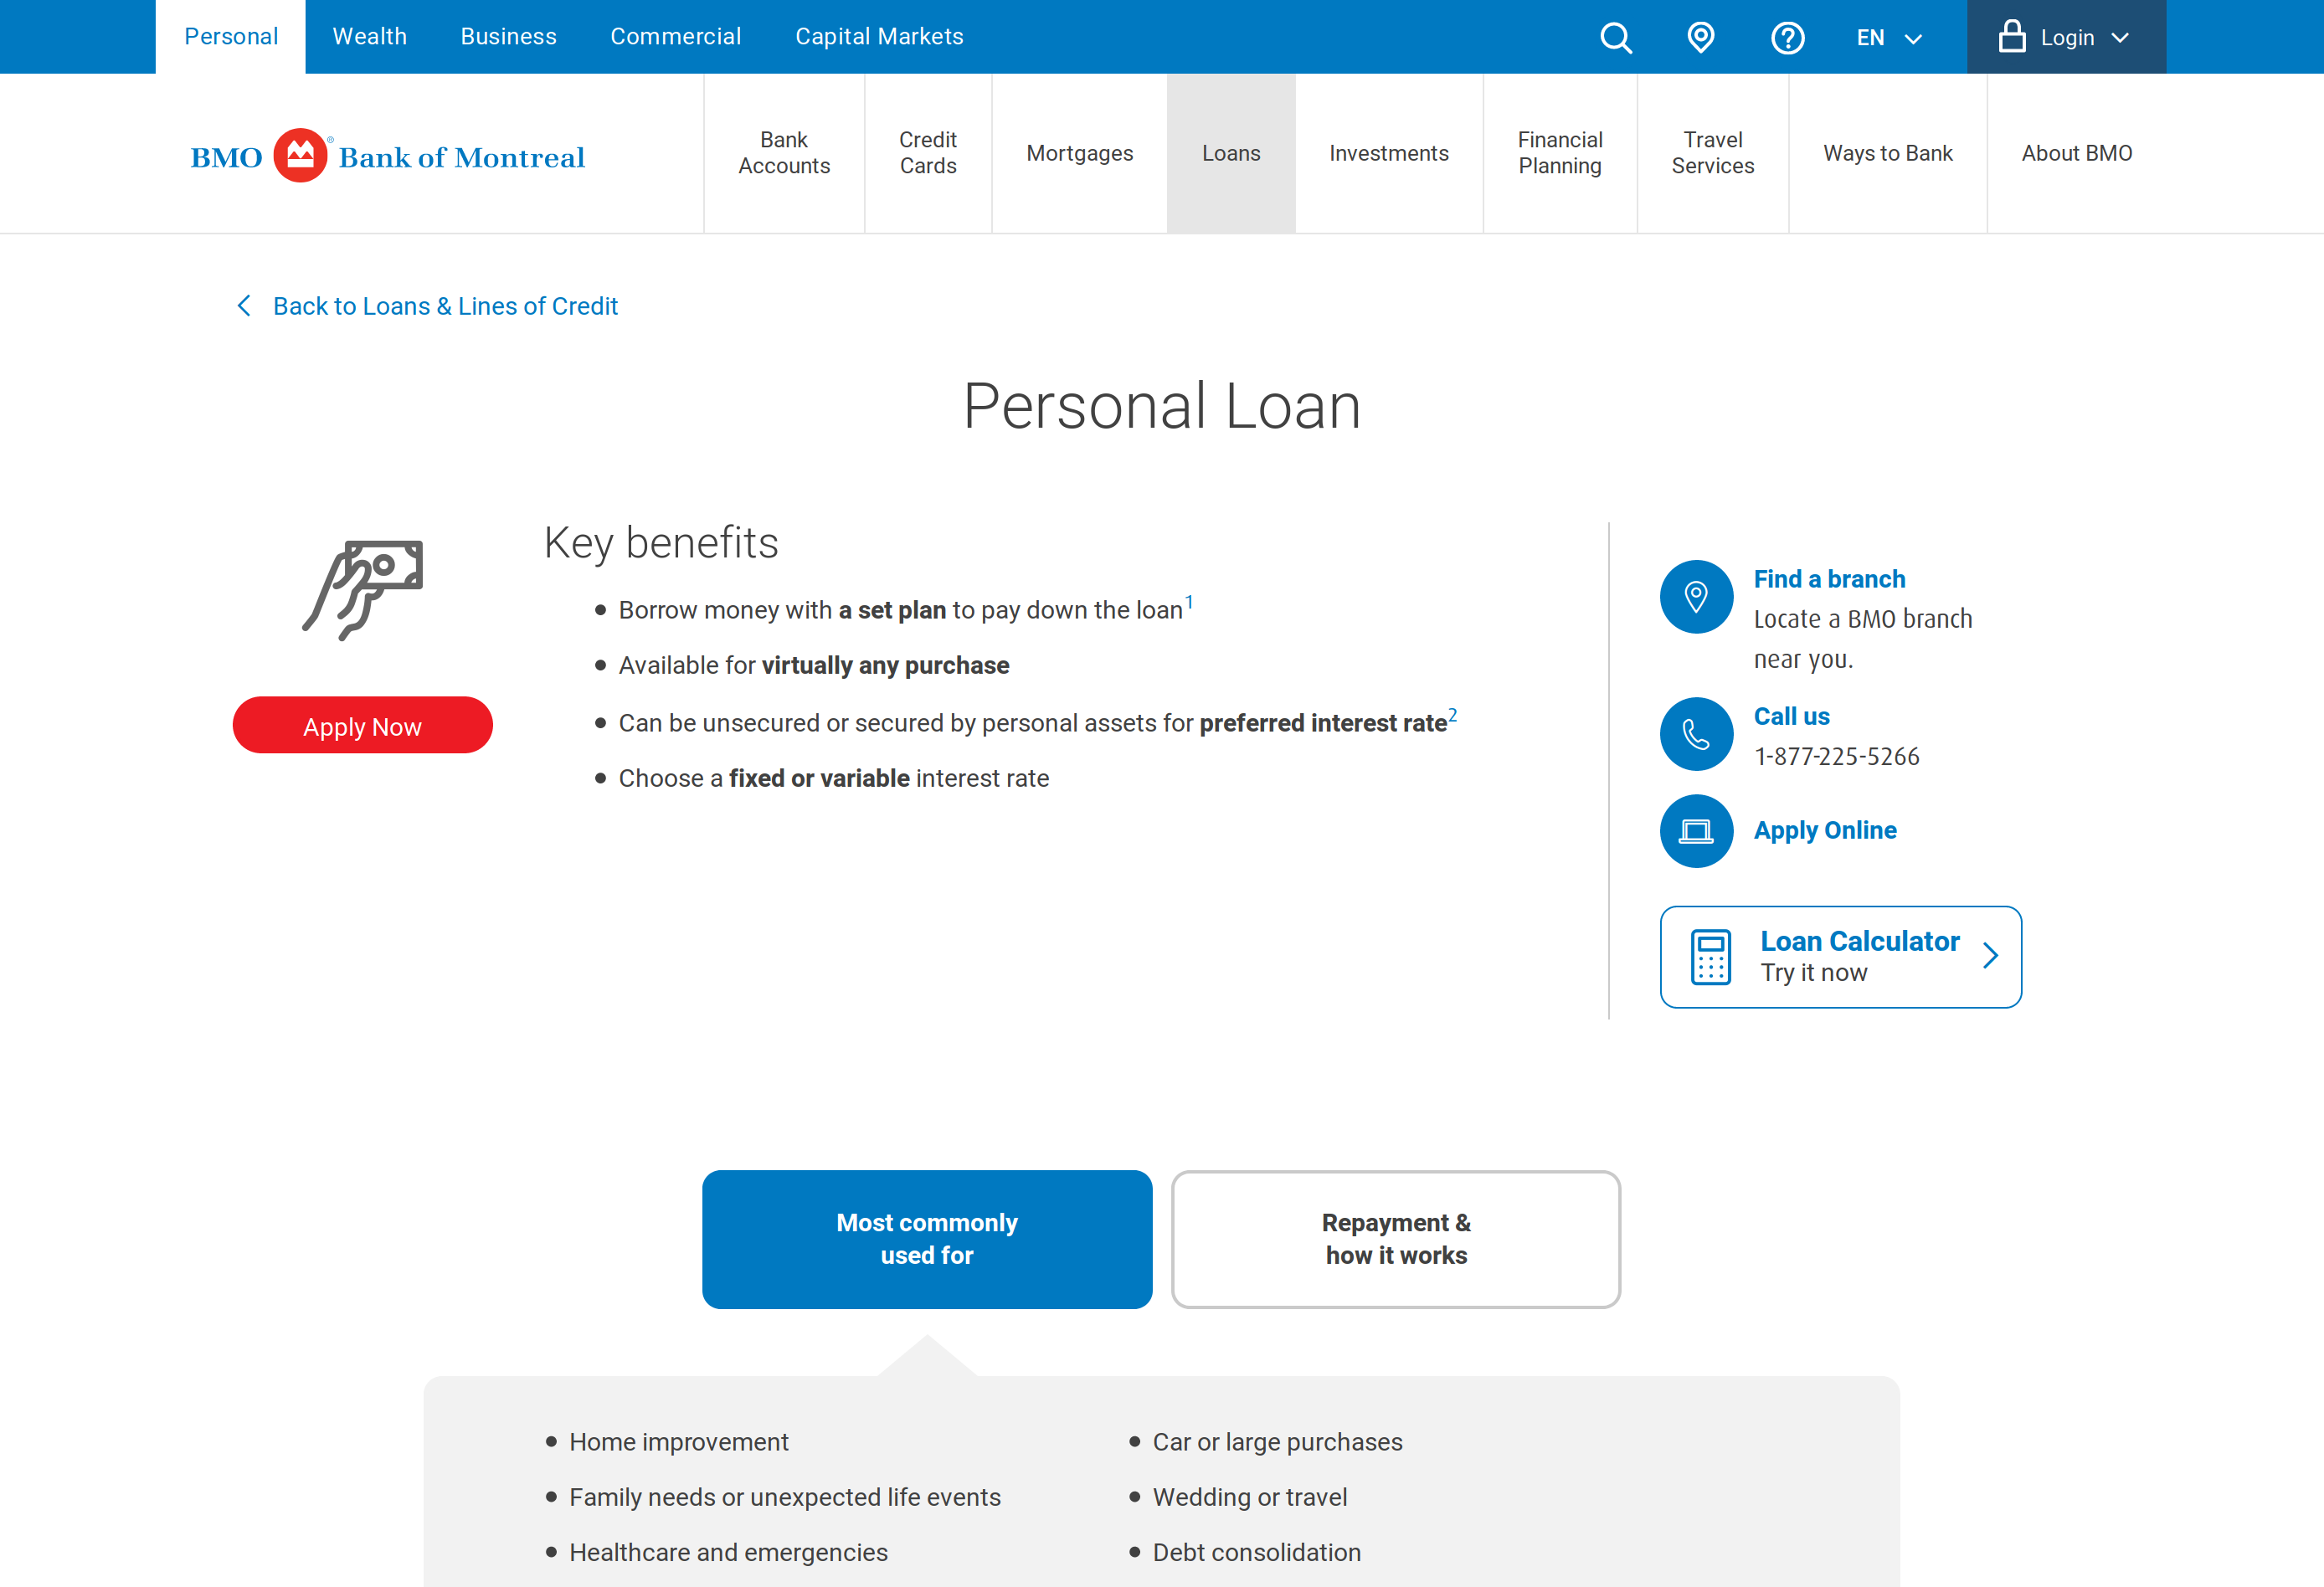 Personal Wealth Business Commercial Capital Markets EN Login
BMO ® Bank of Montreal
Bank Accounts
Credit Cards
Mortgages
Loans
Investments
Financial Planning
Travel Services
Ways to Bank
About BMO
Back to Loans & Lines of Credit
Personal Loan
Apply Now
Key benefits
Borrow money with a set plan to pay down the loan1
Available for virtually any purchase
Can be unsecured or secured by personal assets for preferred interest rate2
Choose a fixed or variable interest rate
Find a branch
Locate a BMO branch
near you.
Call us
1-877-225-5266
Apply Online
Loan Calculator
Try it now
Most commonly
used for
Repayment &
how it works
Home improvement
Family needs or unexpected life events
Healthcare and emergencies
Car or large purchases
Wedding or travel
Debt consolidation